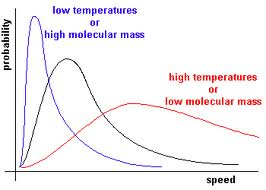 low temperatures
or
high molecular mass
probability
high temperatures
or
low molecular mass
speed